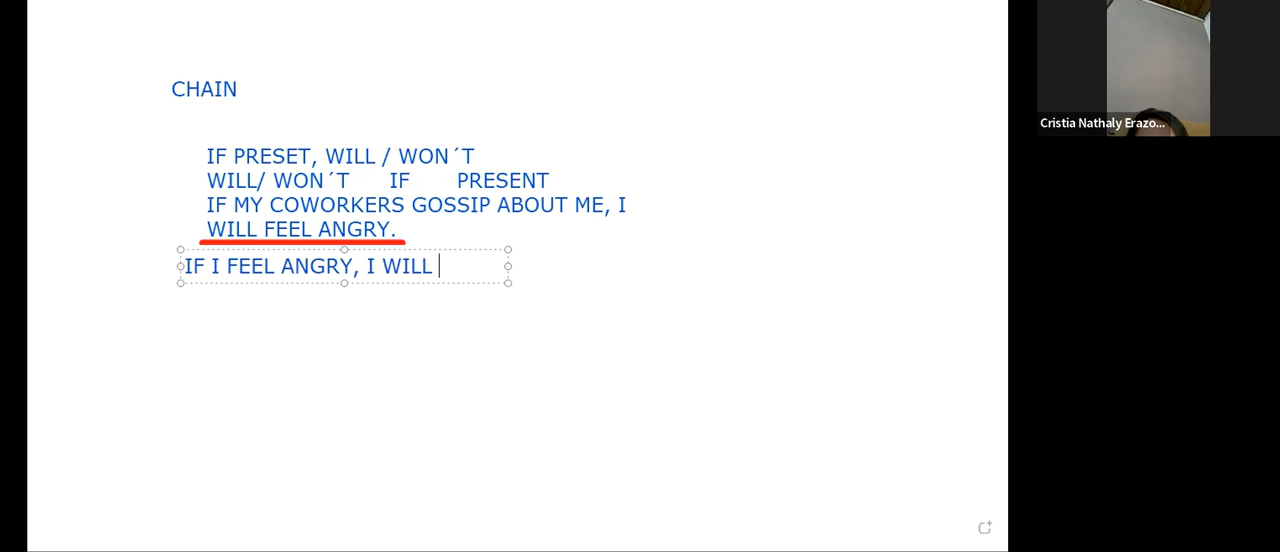 CHAIN
IF PRESET, WILL / WON´T
WILL/ WON´T IF PRESENT
IF MY COWORKERS GOSSIP ABOUT ME, I
WILL FEEL ANGRY.
IF I FEEL ANGRY, I WILL
Cristia Nathaly Erazo...